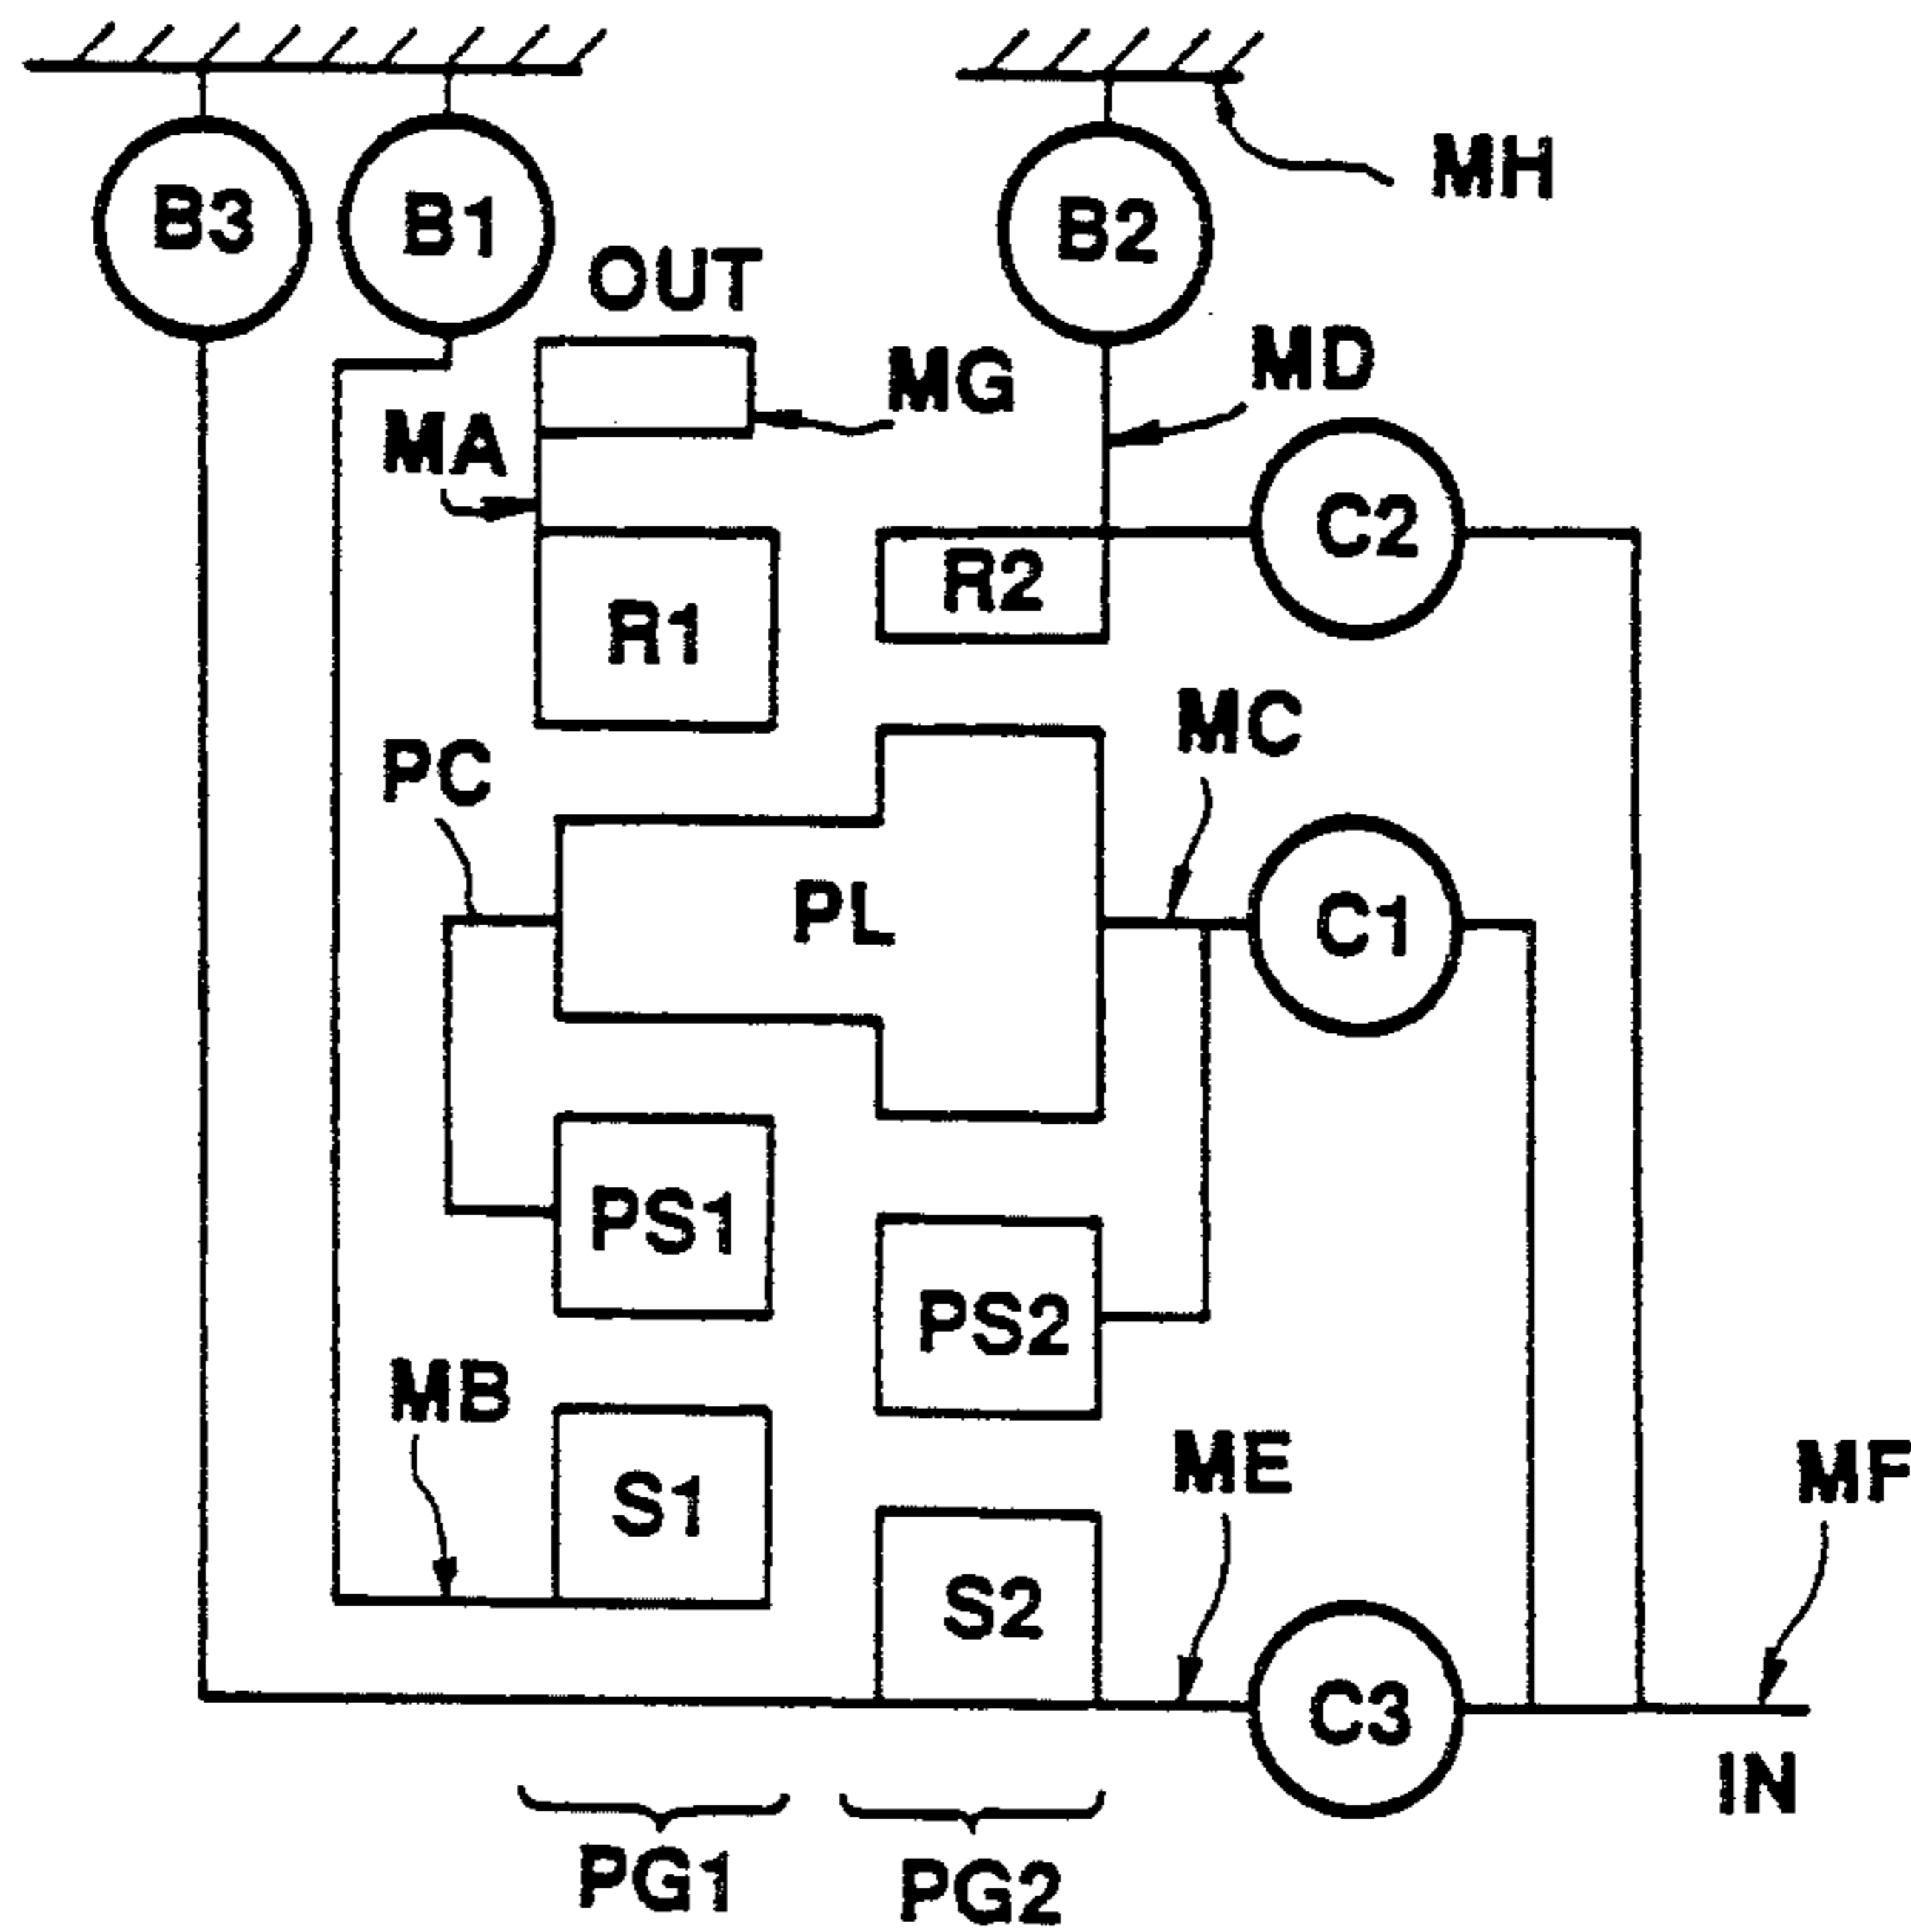 MH
B3 B1 B2
OUT
MD
MG
MA
C2
R2
R1
MC
PC
PL C1
PS1
PS2
MB
ME
MF
S1
S2
C3
IN
PG1 PG2